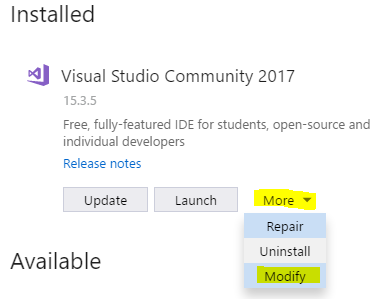 Installed
Visual Studio Community 2017
15.3.5
Free, fully-featured IDE for students, open-source and
individual developers
Release notes
Update Launch More
Repair
Uninstall
Modify
Available